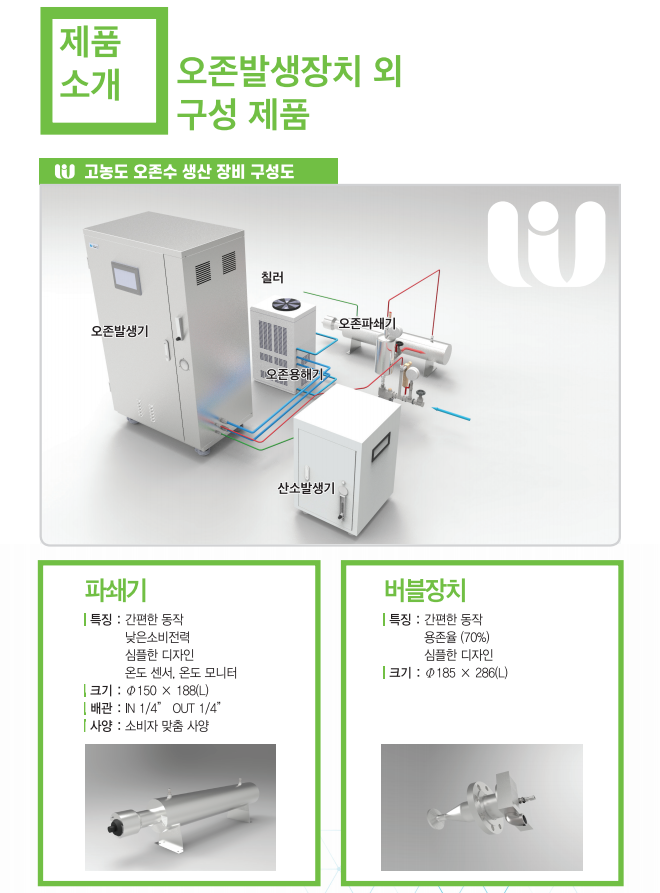 제품
소개
오존발생장치 외
구성 제품
고농도 오존수 생산 장비 구성도
칠러
오존파쇄기
오존발생기
오존용해기
산소발생기
파쇄기
특징 : 간편한 동작
낮은소비전력
심플한 디자인
온도 센서, 온도 모니터
크기 : Φ150 × 188(L)
배관 : IN 1/4” OUT 1/4”
사양 : 소비자 맞춤 사양
버블장치
특징 : 간편한 동작
용존율 (70%)
심플한 디자인
크기 : Φ185 × 286(L)